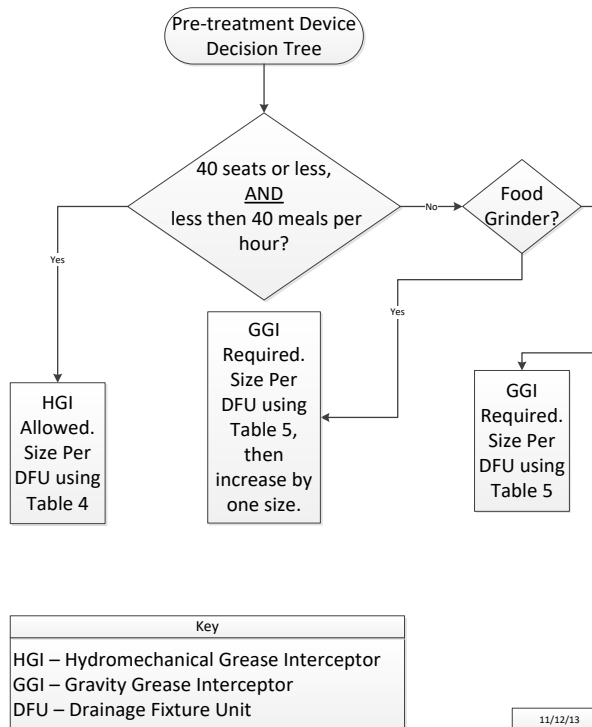 Pre-treatment Device
Decision Tree
40 seats or less,
AND
less then 40 meals per
hour?
No
Food
Grinder?
Yes
Yes
HGI
Allowed.
Size Per
DFU using
Table 4
GGI
Required.
Size Per
DFU using
Table 5,
then
increase by
one size.
GGI
Required.
Size Per
DFU using
Table 5
Key
HGI – Hydromechanical Grease Interceptor
GGI – Gravity Grease Interceptor
DFU – Drainage Fixture Unit
11/12/13